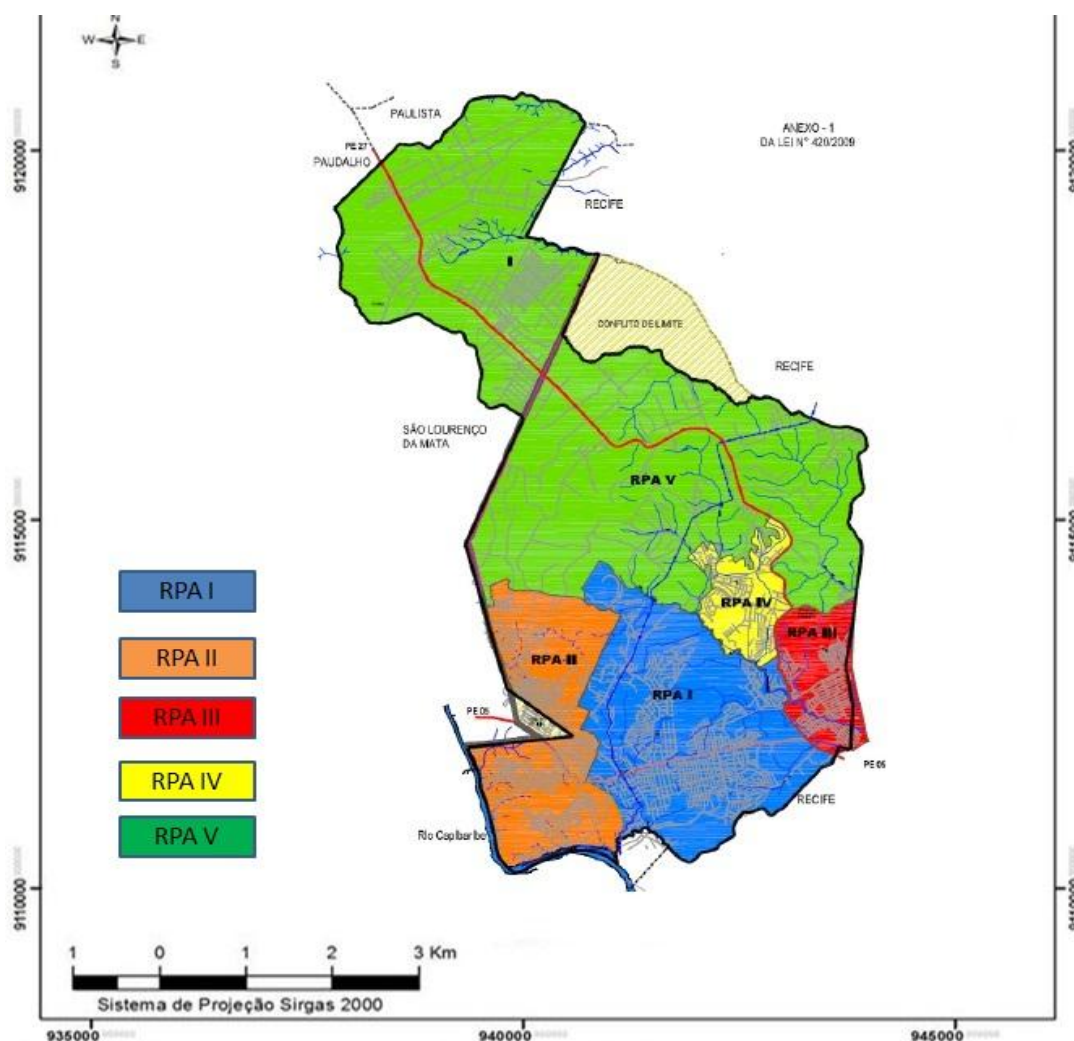 N
W E
S
PAULISTA
ANEXO - 1
DA LEI Nº 420/2009
PE 27
PAUDALHO
RECIFE
I
CONFLITO DE LIMITE
RECIFE
SÃO LOURENÇO
DA MATA
RPA V
RPA I
RPA IV
RPA III
RPA II
RPA II
RPA I
RPA III
PE 05
RPA IV
PE 05
RECIFE
RPA V
Rio Capibaribe
9120000
9115000
9115000
9110000
1 0 1 2 3 Km
Sistema de Projeção Sirgas 2000
935000
940000
945000